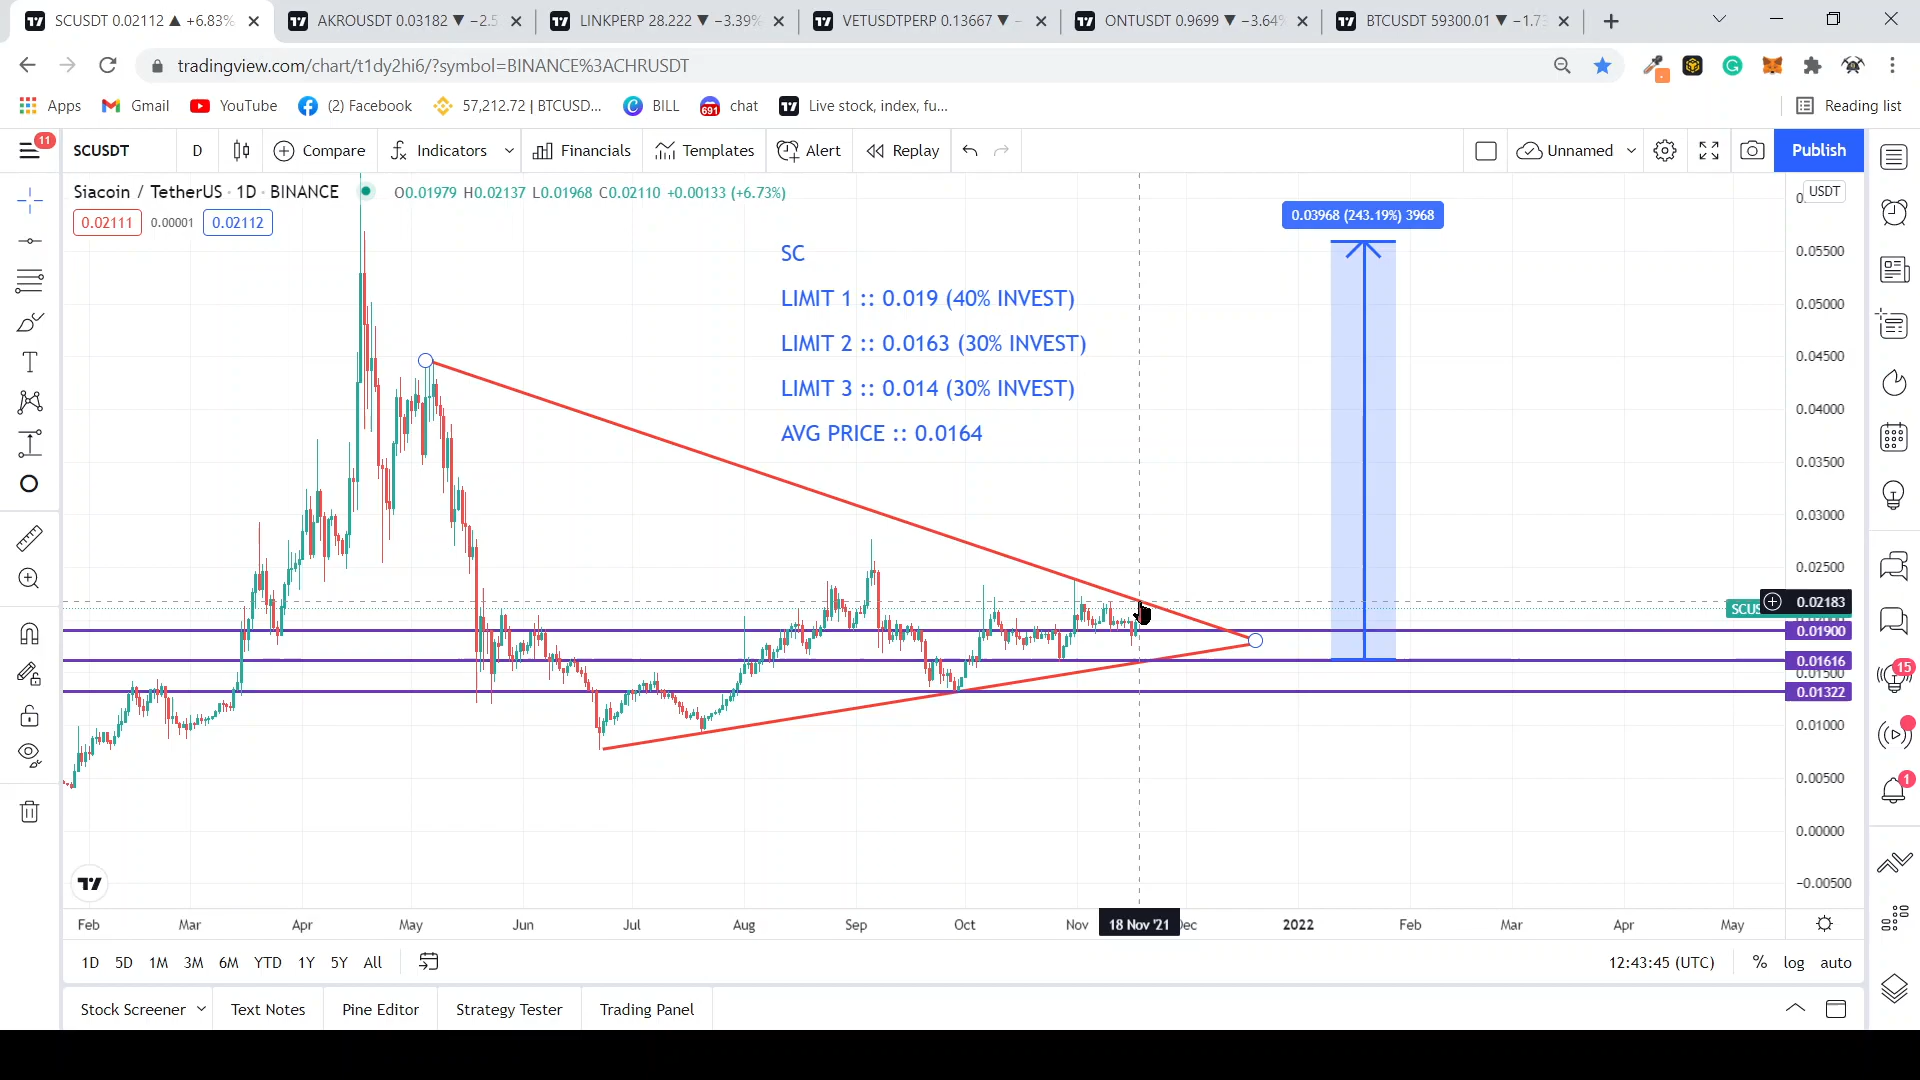 SCUSDT 0.02112 ▲ +6.83%
AKROUSDT 0.03182 ▼ −2.5
LINKPERP 28.222 ▼ −3.39%
VETUSDTPERP 0.13667 ▼ −
ONTUSDT 0.9699 ▼ −3.64%
BTCUSDT 59300.01 ▼ −1.73
tradingview.com/chart/t1dy2hi6/?symbol=BINANCE%3ACHRUSDT
Apps
Gmail
YouTube
(2) Facebook
57,212.72 | BTCUSD...
BILL
691
chat
Live stock, index, fu...
Reading list
11
SCUSDT
D
Compare
Indicators
Financials
Templates
Alert
Replay
Unnamed
Publish
Siacoin / TetherUS · 1D · BINANCE
O0.01979 H0.02137 L0.01968 C0.02110 +0.00133 (+6.73%)
0.02111
0.00001
0.02112
USDT
0.03968 (243.19%) 3968
SC
LIMIT 1 :: 0.019 (40% INVEST)
LIMIT 2 :: 0.0163 (30% INVEST)
LIMIT 3 :: 0.014 (30% INVEST)
AVG PRICE :: 0.0164
0.05500
0.05000
0.04500
0.04000
0.03500
0.03000
0.02500
0.02183
0.01900
0.01616
0.01500
0.01322
0.01000
0.00500
0.00000
−0.00500
15
1
Feb
Mar
Apr
May
Jun
Jul
Aug
Sep
Oct
Nov
18 Nov '21
2022
Feb
Mar
Apr
May
1D
5D
1M
3M
6M
YTD
1Y
5Y
All
12:43:45 (UTC)
%
log
auto
Stock Screener
Text Notes
Pine Editor
Strategy Tester
Trading Panel